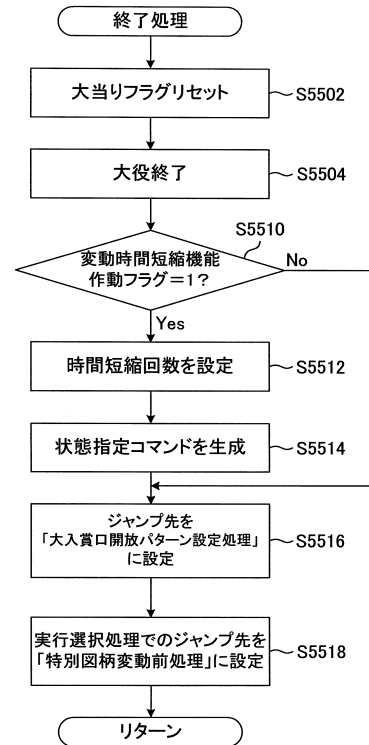 終了処理
大当りフラグリセット
S5502
大役終了
S5504
S5510
変動時間短縮機能
作動フラグ=1?
No
Yes
時間短縮回数を設定
S5512
状態指定コマンドを生成
S5514
ジャンプ先を
「大入賞口開放パターン設定処理」
に設定
S5516
実行選択処理でのジャンプ先を
「特別図柄変動前処理」に設定
S5518
リターン